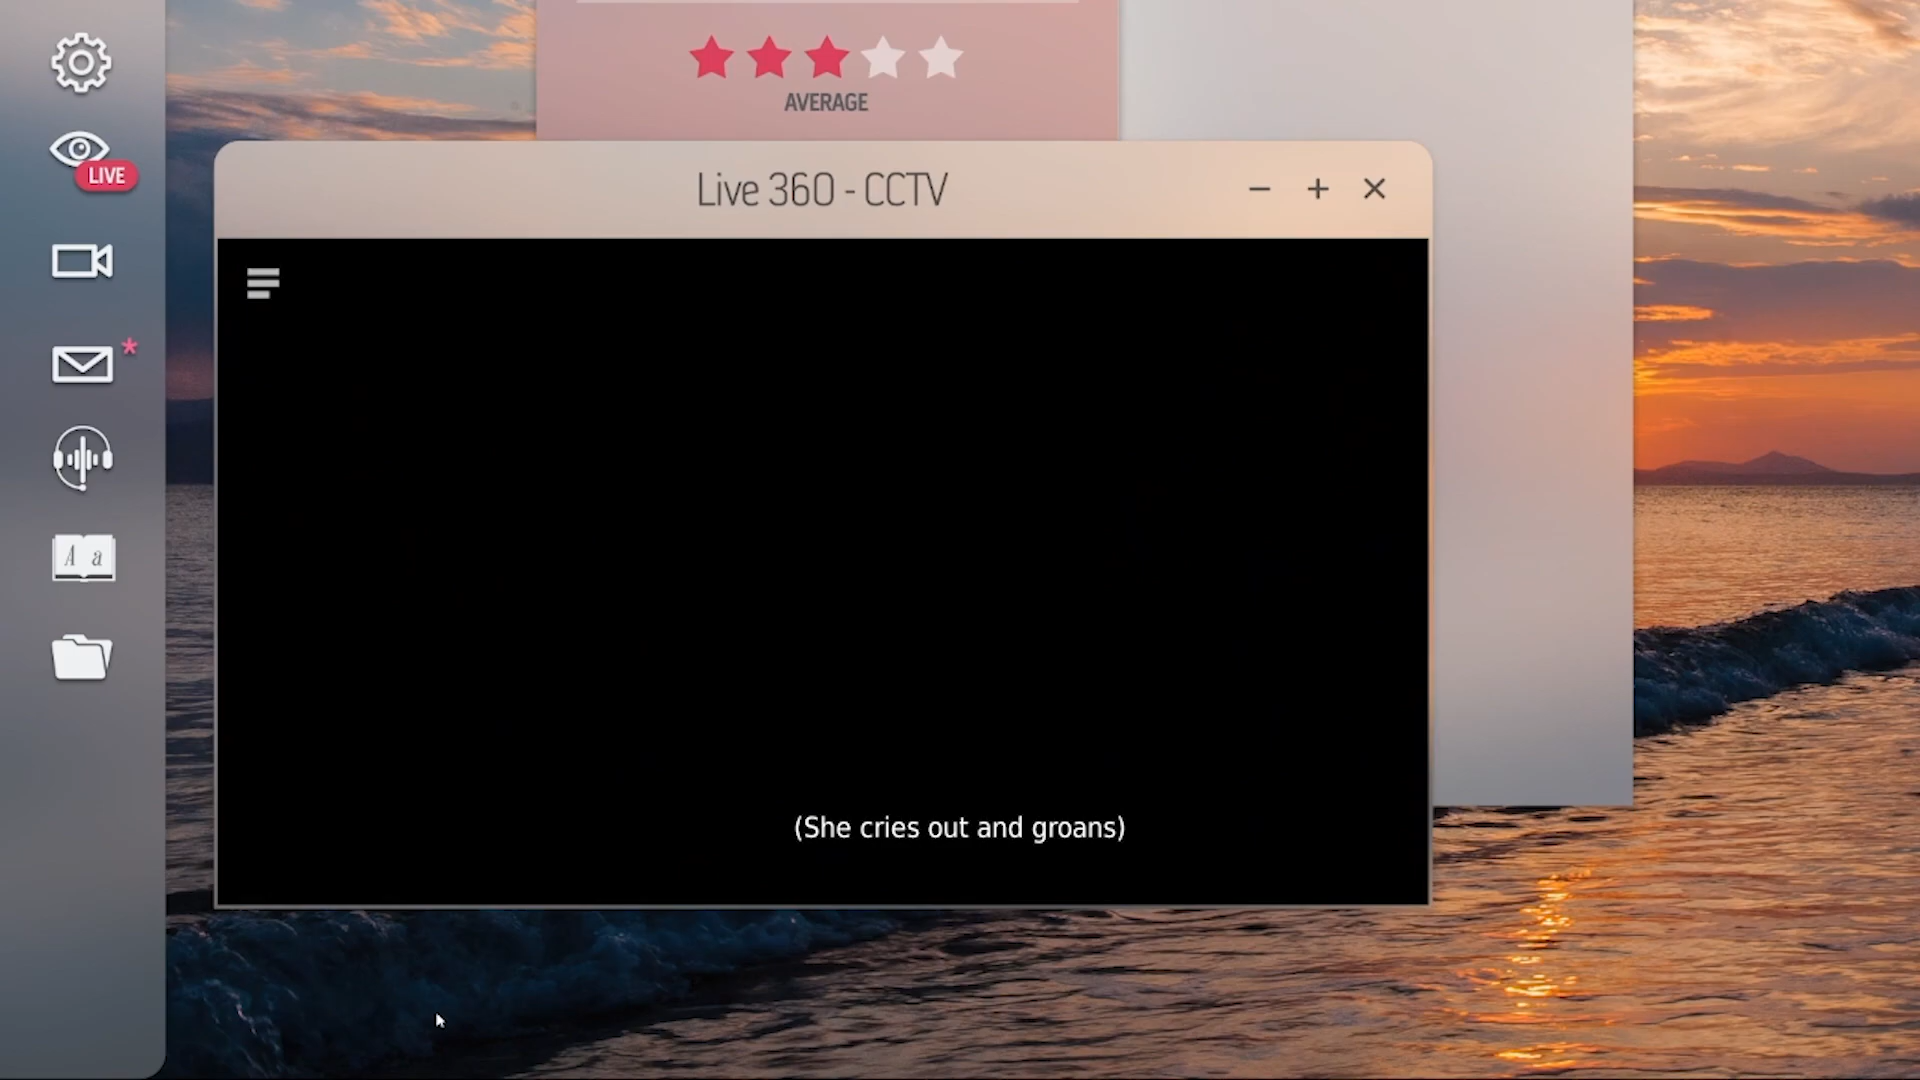 AVERAGE
LIVE
Live 360 - CCTV
A a
(She cries out and groans)